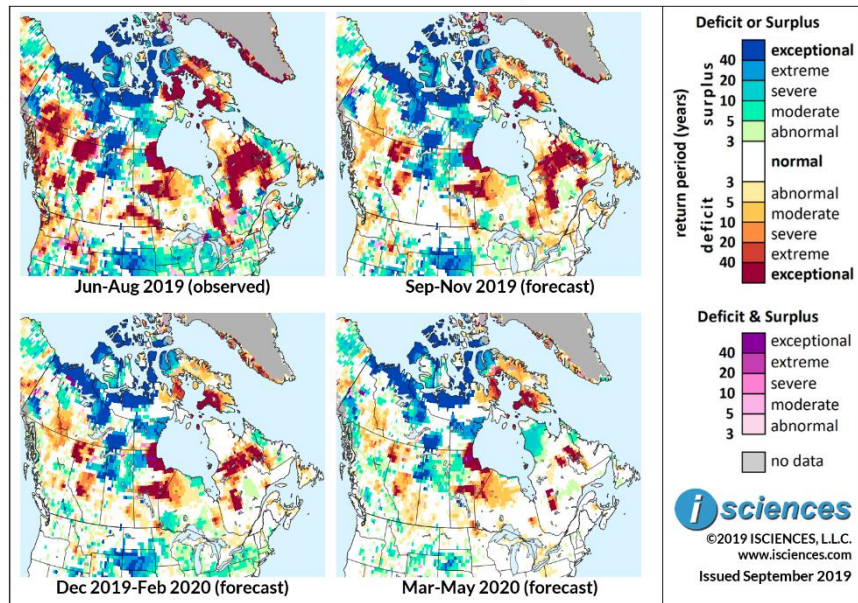 Jun-Aug 2019 (observed)
Sep-Nov 2019 (forecast)
Dec 2019-Feb 2020 (forecast)
Mar-May 2020 (forecast)
Deficit or Surplus
return period (years)
surplus
deficit
40
20
10
5
3
3
5
10
20
40
exceptional
extreme
severe
moderate
abnormal
normal
abnormal
moderate
severe
extreme
exceptional
Deficit & Surplus
40
20
10
5
3
exceptional
extreme
severe
moderate
abnormal
no data
i sciences
©2019 ISCIENCES, L.L.C.
www.isciences.com
Issued September 2019